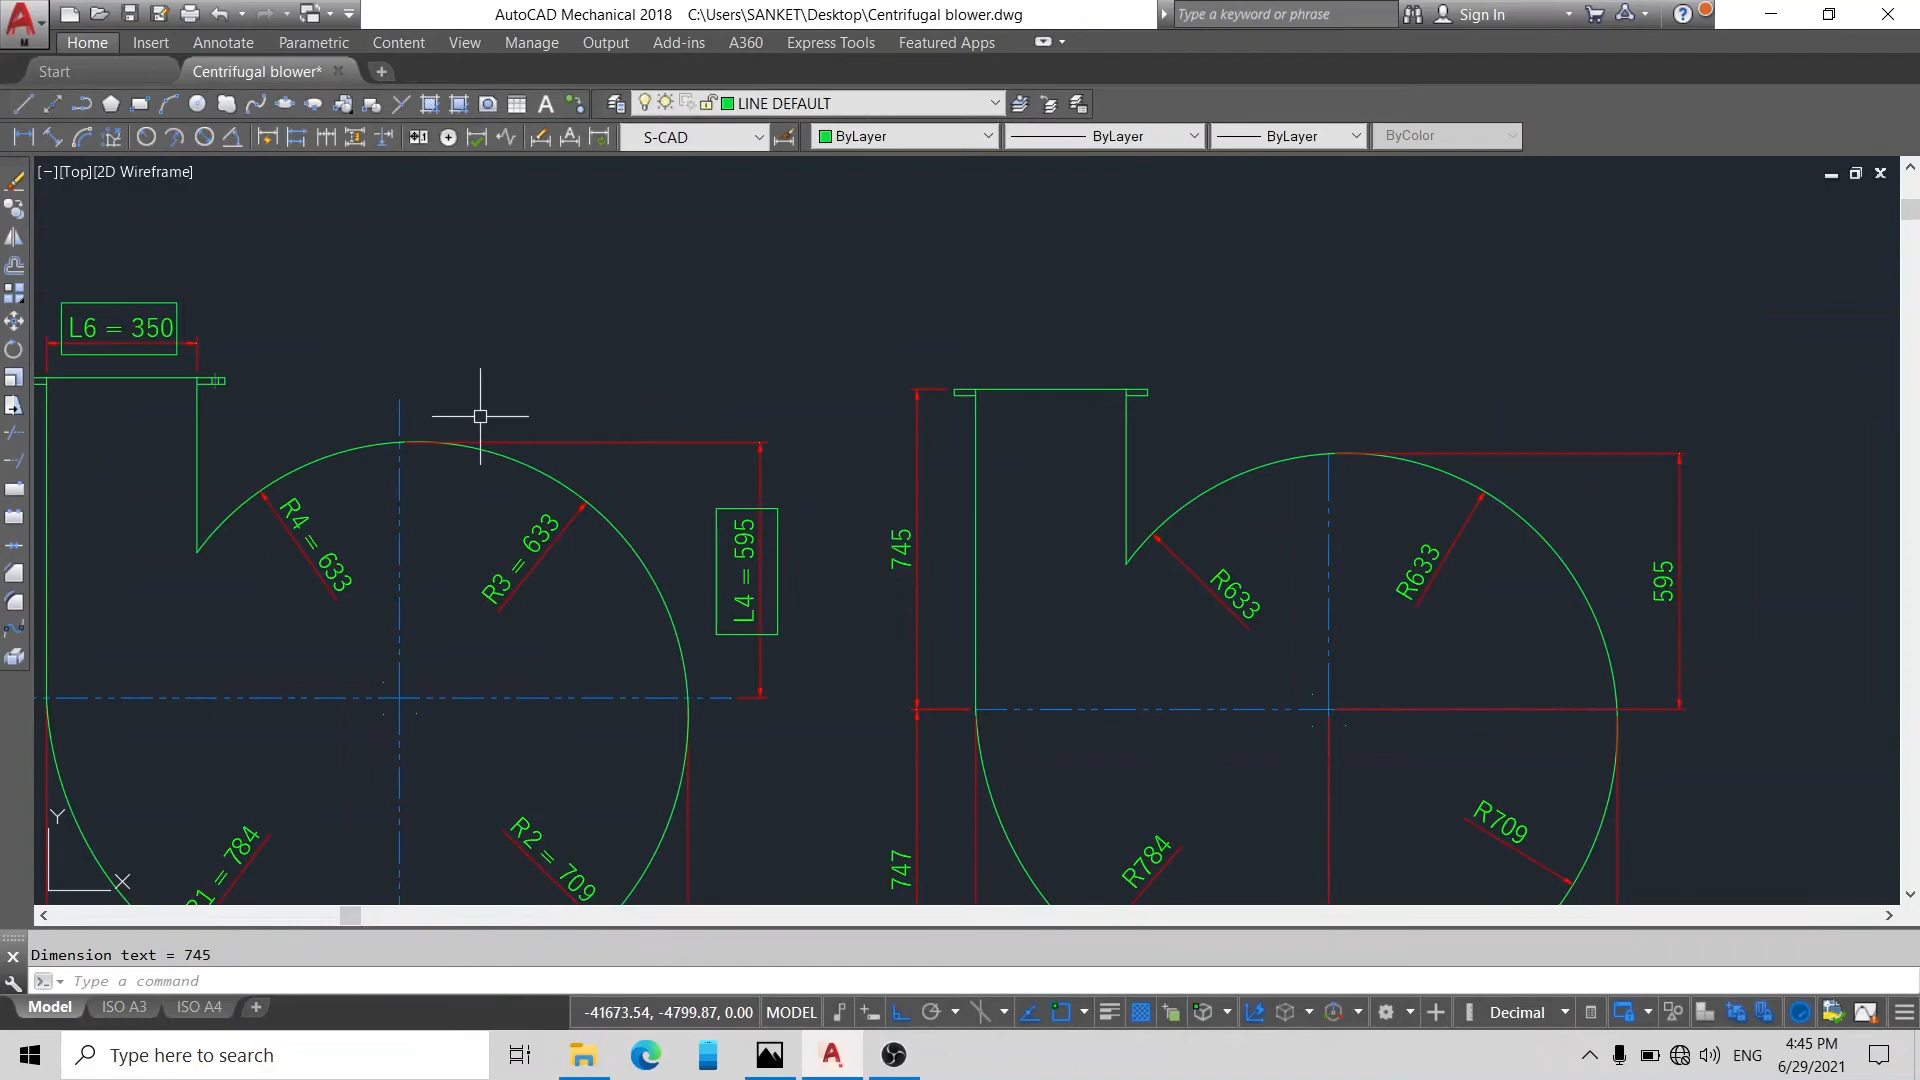 AutoCAD Mechanical 2018 C:\Users\SANKET\Desktop\Centrifugal blower.dwg
Type a keyword or phrase
Sign In
Home Insert Annotate Parametric Content View Manage Output Add-ins A360 Express Tools Featured Apps
Start
Centrifugal blower*
LINE DEFAULT
S-CAD
ByLayer
ByLayer
ByLayer
ByColor
[−][Top][2D Wireframe]
L6 = 350
R4 = 633
R3 = 633
L4 = 595
745
R633
R633
595
R1 = 784
R2 = 709
747
R784
R709
Y
X
Dimension text = 745
Type a command
Model ISO A3 ISO A4
-41673.54, -4799.87, 0.00 MODEL
Decimal
Type here to search
ENG
4:45 PM
6/29/2021